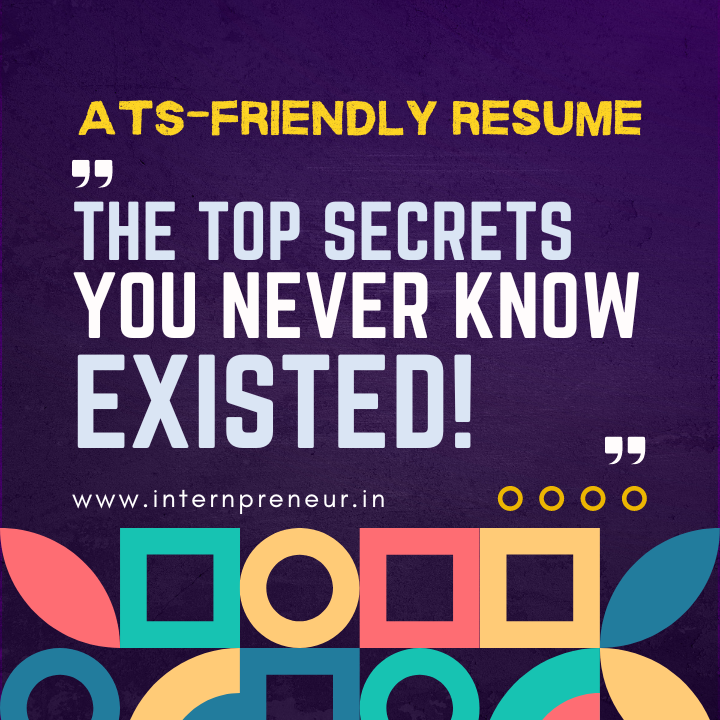 ATS-FRIENDLY RESUME
”
THE TOP SECRETS
YOU NEVER KNOW
EXISTED!
”
www.internpreneur.in